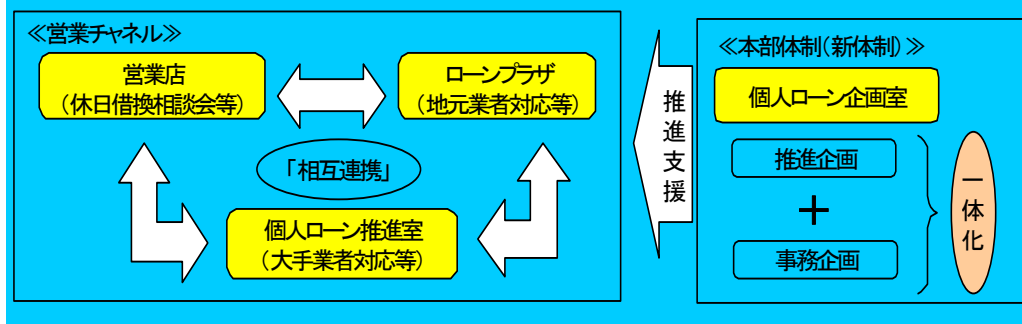 ≪営業チャネル≫
営業店
(休日借換相談会等)
ローンプラザ
(地元業者対応等)
「相互連携」
個人ローン推進室
(大手業者対応等)
推進支援
≪本部体制(新体制)≫
個人ローン企画室
推進企画
+
事務企画
一体化